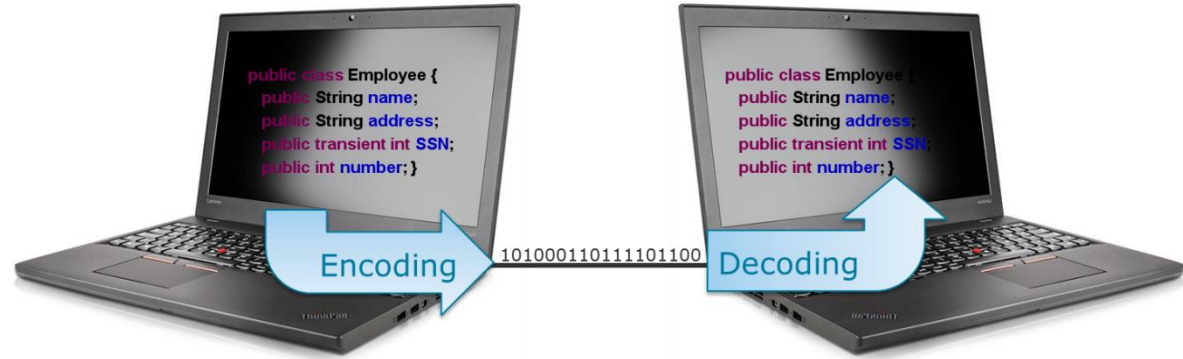 public class Employee {
public String name;
public String address;
public transient int SSN;
public int number; }
Encoding
ThinkPad
101000110111101100
public class Employee {
public String name;
public String address;
public transient int SSN;
public int number; }
Decoding